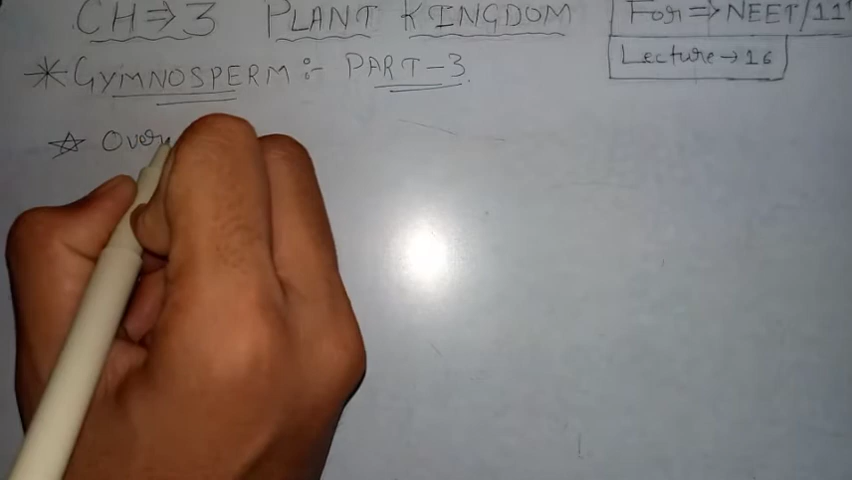 CH⇒3 PLANT KINGDOM
For⇒NEET/11
Lecture→16
*GYMNOSPERM:- PART-3.
☆ Over